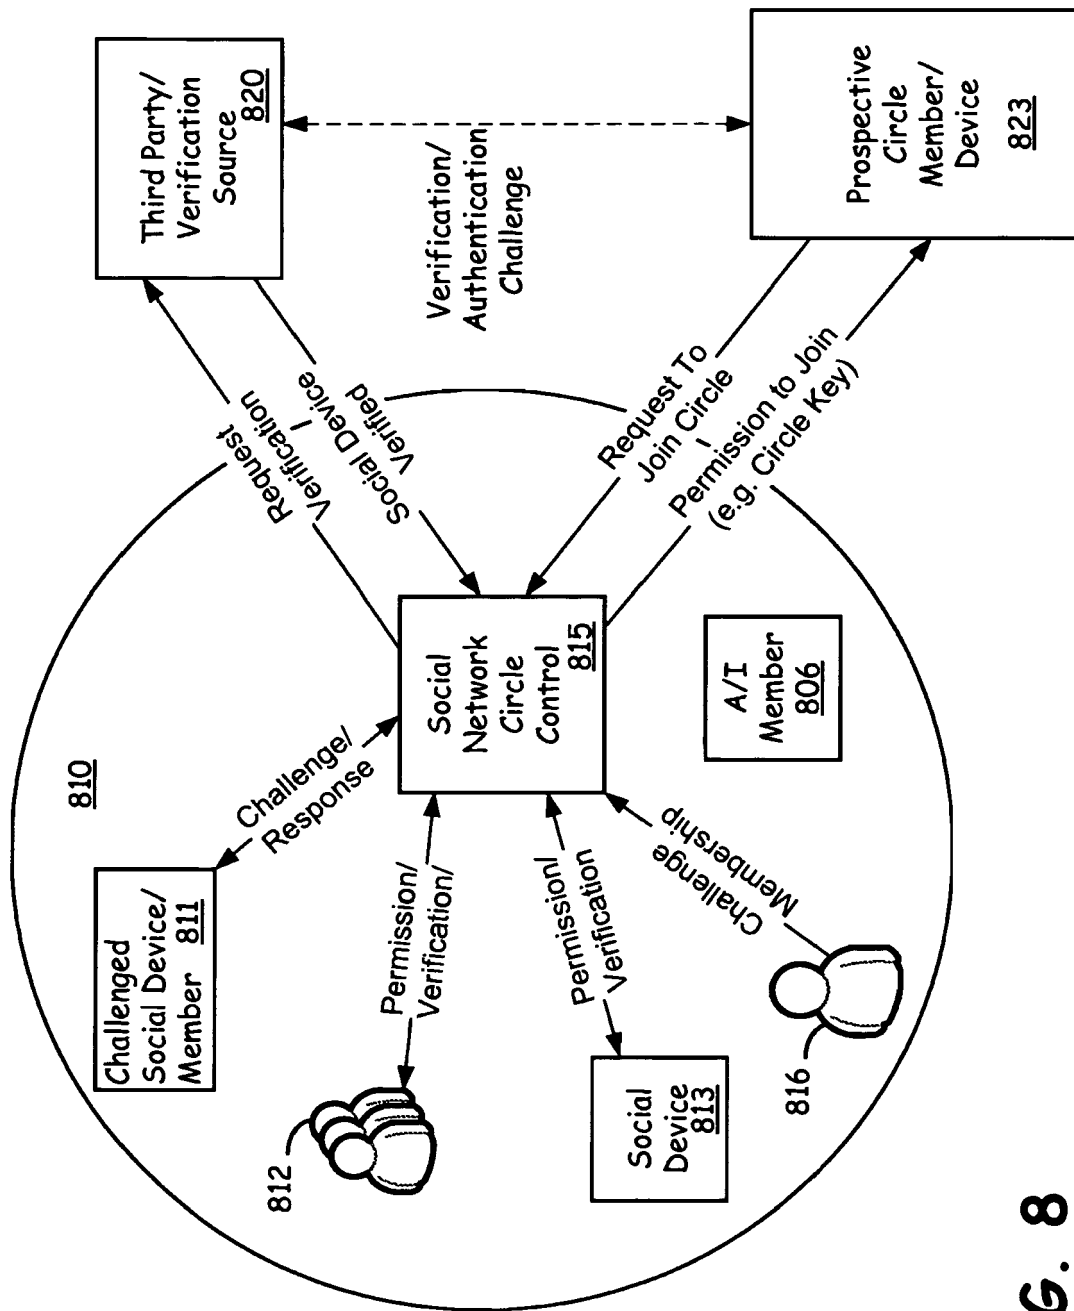 810
Challenged
Social Device/
Member 811
Challenge/
Response
Request
Verification
Social Device
Verified
Third Party/
Verification
Source
820
812
Permission/
Verification/
Social
Network
Circle
Control
815
Verification/
Authentication
Challenge
Social
Device
813
Permission/
Verification
Request To
Join Circle
Permission to Join
(e.g. Circle Key)
816
Challenge
Membership
A/I
Member
806
Prospective
Circle
Member/
Device
823
G. 8